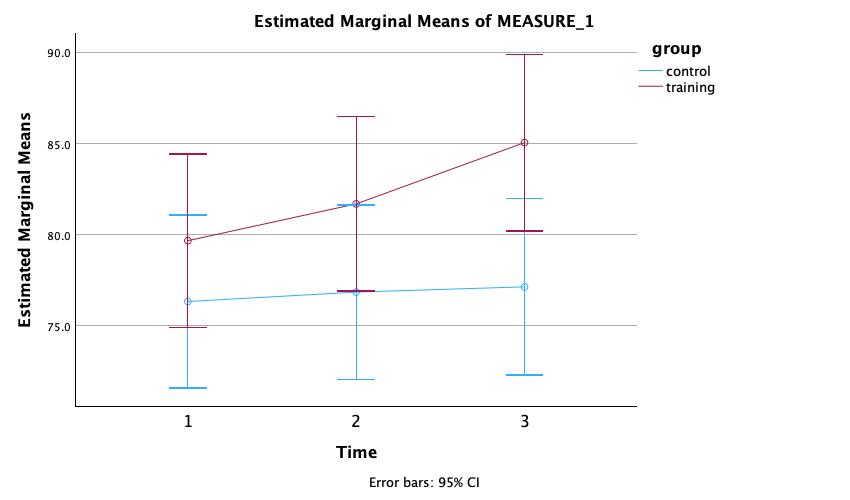 Estimated Marginal Means of MEASURE_1
group
control
training
Estimated Marginal Means
90.0
85.0
80.0
75.0
1 2 3
Time
Error bars: 95% CI